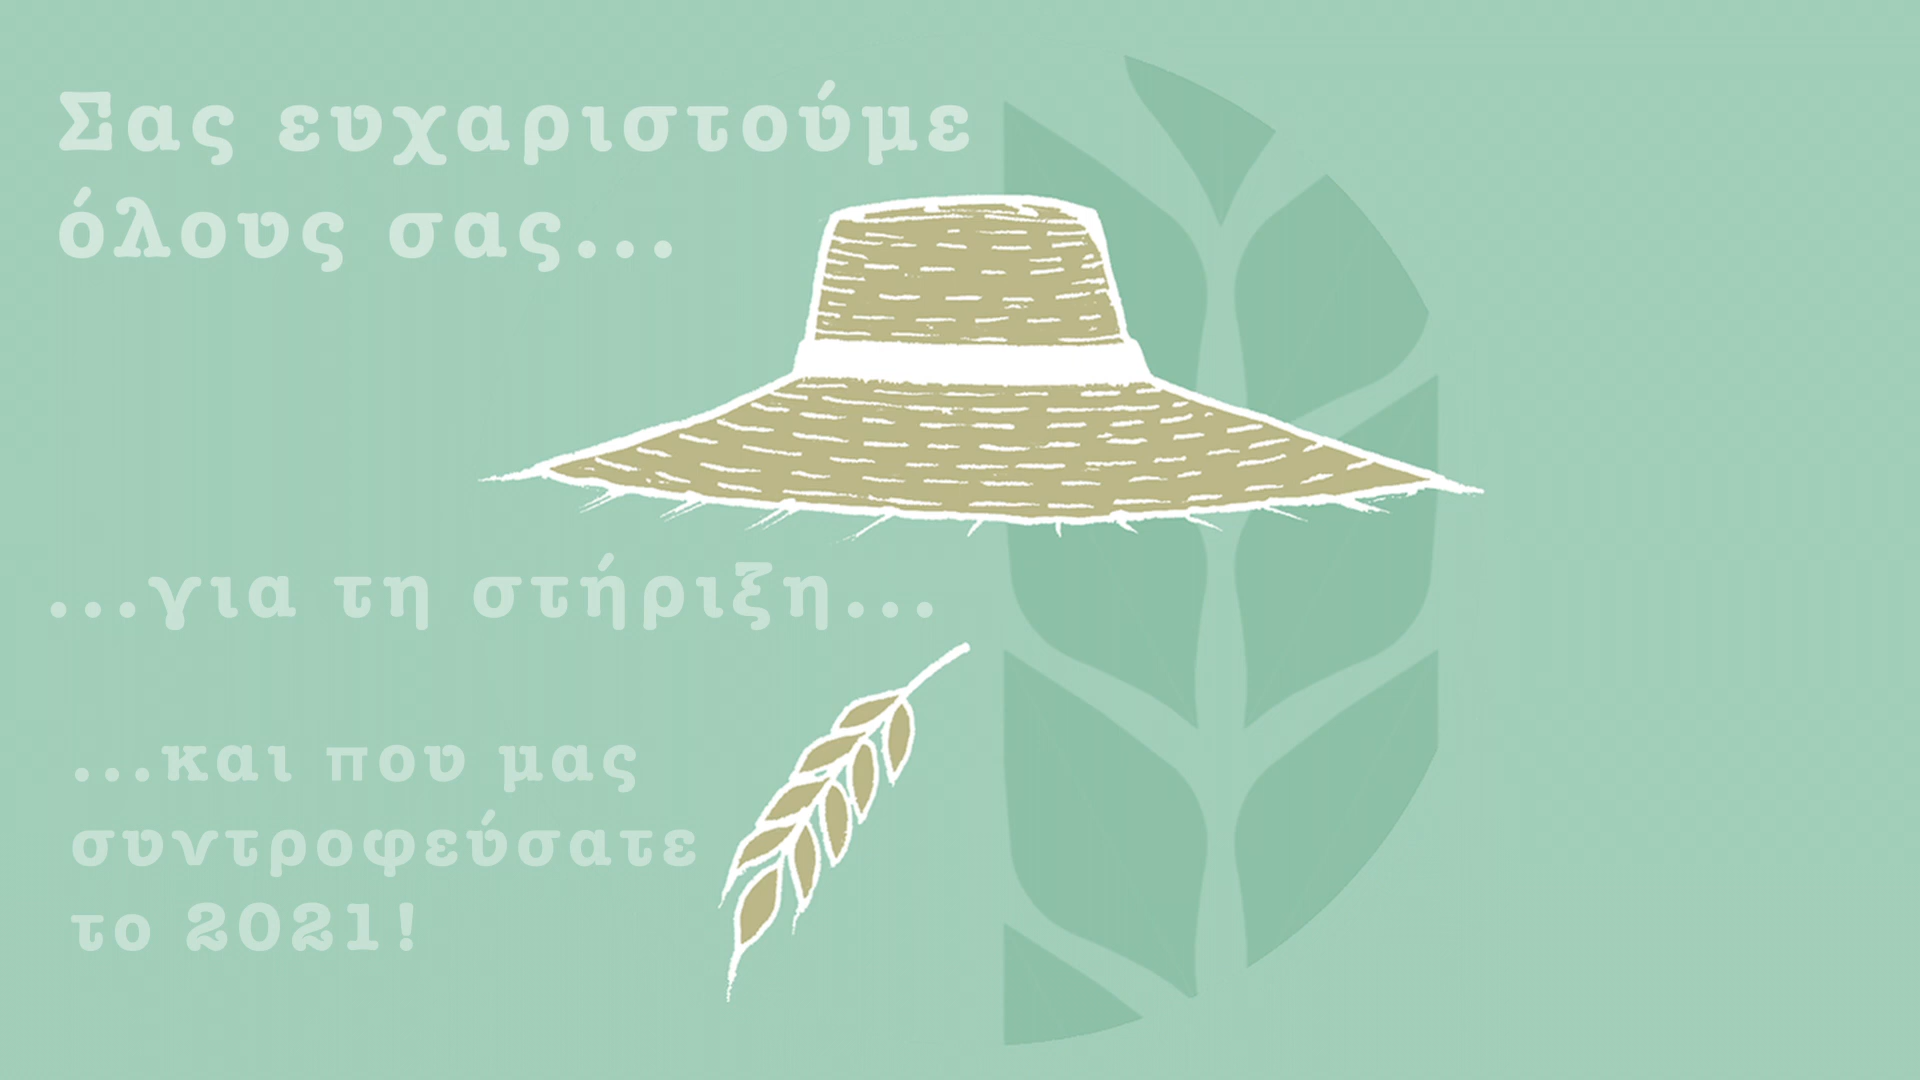 Σας ευχαριστούμε
όλους σας...
...για τη στήριξη...
...και που μας
συντροφεύσατε
το 2021!